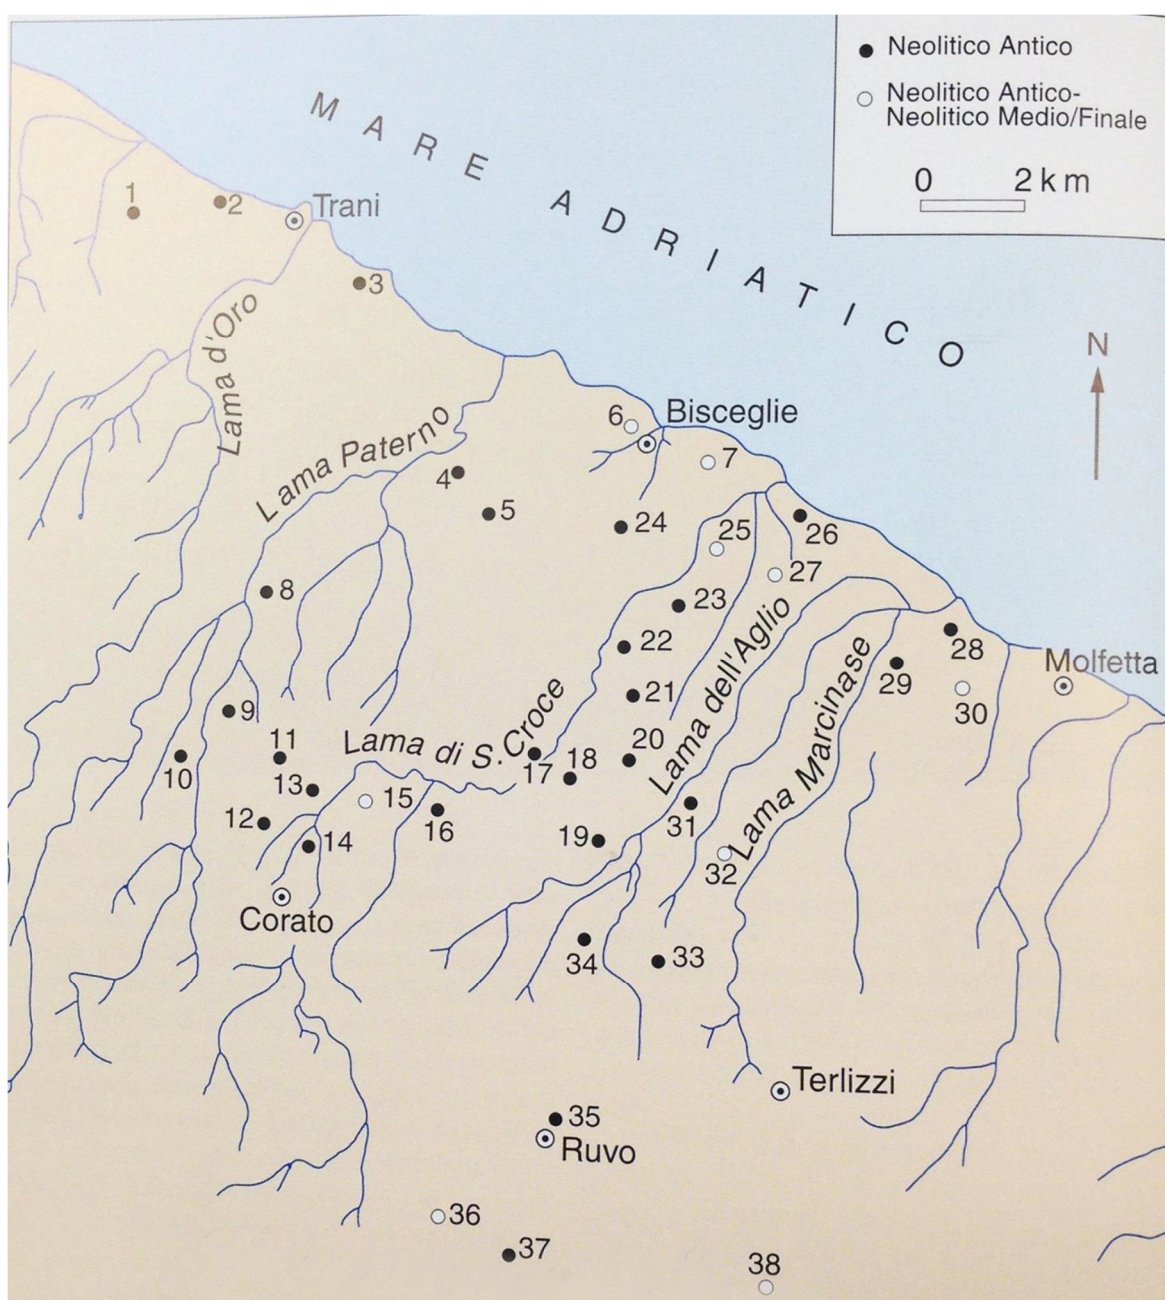 Neolitico Antico
Neolitico Antico-
Neolitico Medio/Finale
0 2 km
MARE ADRIATICO
N
1
2
Trani
3
Lama d'Oro
Lama Paterno
6
Bisceglie
7
4
5
24
25
26
27
8
23
22
28
Molfetta
29
30
21
Lama dell'Aglio
Lama Marcinase
9
10
11
Lama di S. Croce
17
18
20
13
15
16
12
14
19
31
32
Corato
34
33
Terlizzi
35
Ruvo
36
37
38